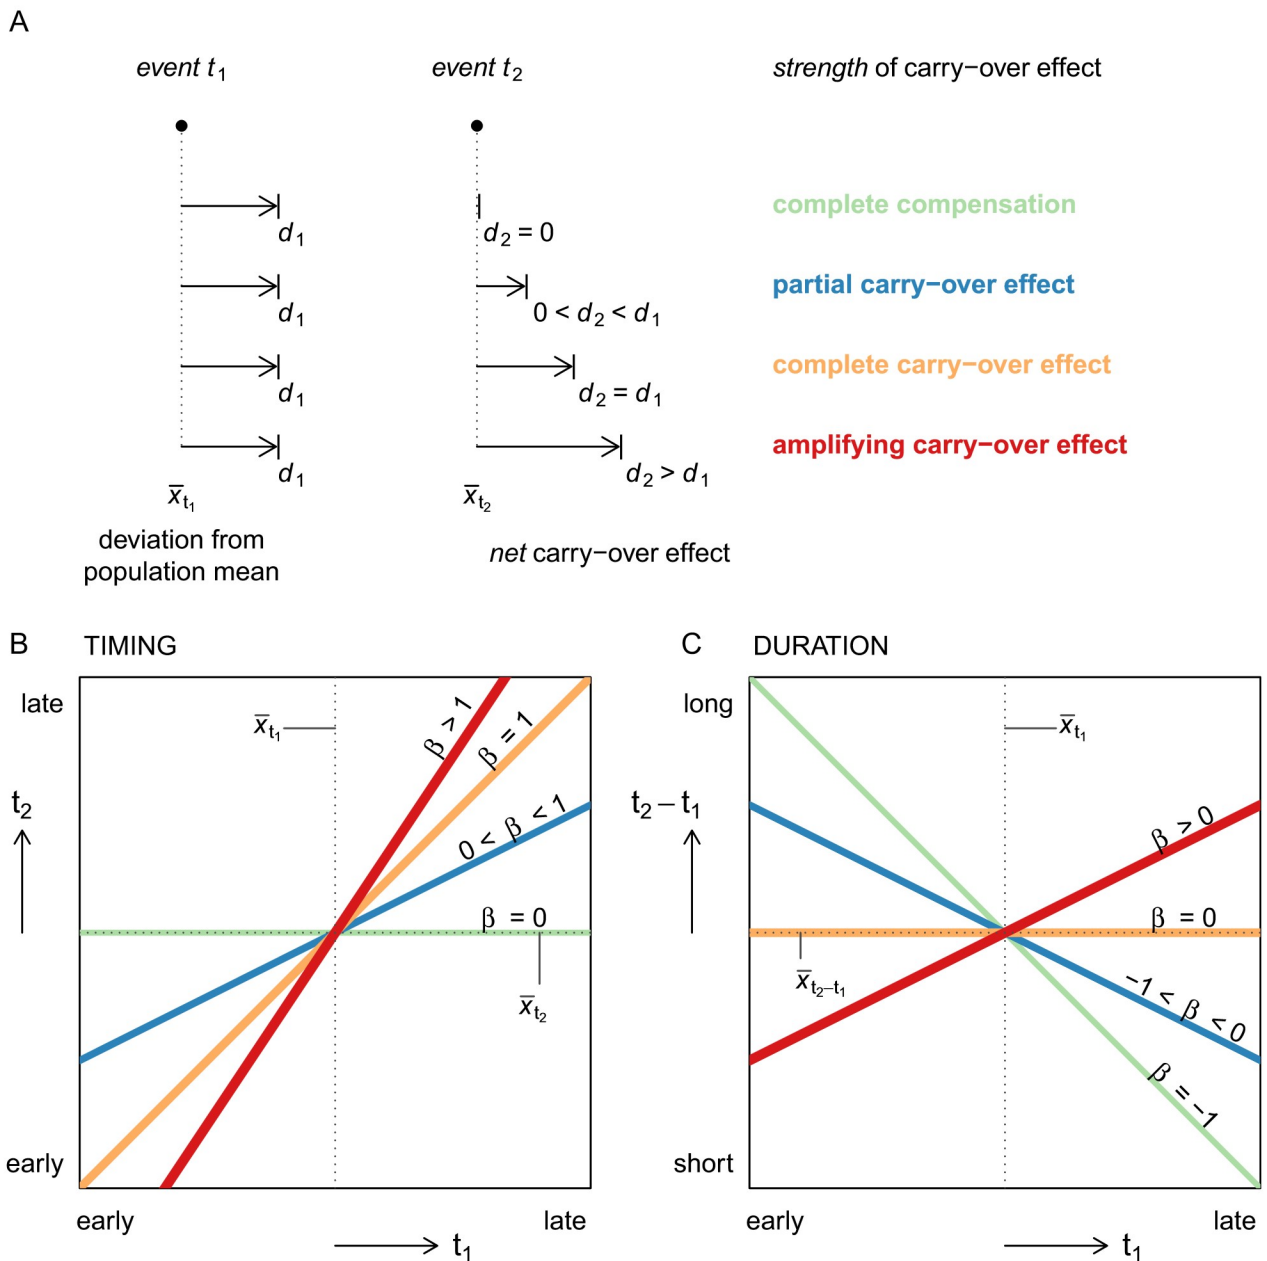 A
event t1
event t2
strength of carry−over effect
d1
d2 = 0
complete compensation
d1
0 < d2 < d1
partial carry−over effect
d1
d2 = d1
complete carry−over effect
d1
d2 > d1
amplifying carry−over effect
x̅t1
x̅t2
deviation from
population mean
net carry−over effect
B
TIMING
late
t2
early
x̅t1
β > 1
β = 1
0 < β < 1
β = 0
x̅t2
early
late
t1
C
DURATION
long
t2 − t1
short
x̅t1
β > 0
β = 0
x̅t2−t1
−1 < β < 0
β = −1
early
late
t1